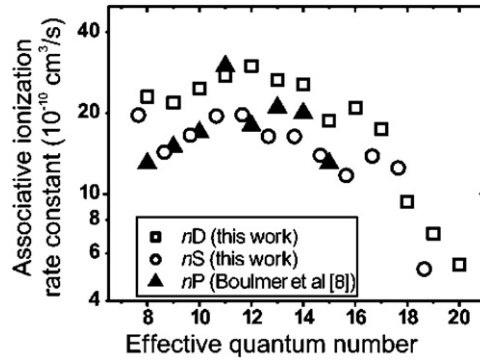 Associative ionization
rate constant (10⁻¹⁰ cm³/s)
40
20
10
8
6
4
nD (this work)
nS (this work)
nP (Boulmer et al [8])
8 10 12 14 16 18 20
Effective quantum number